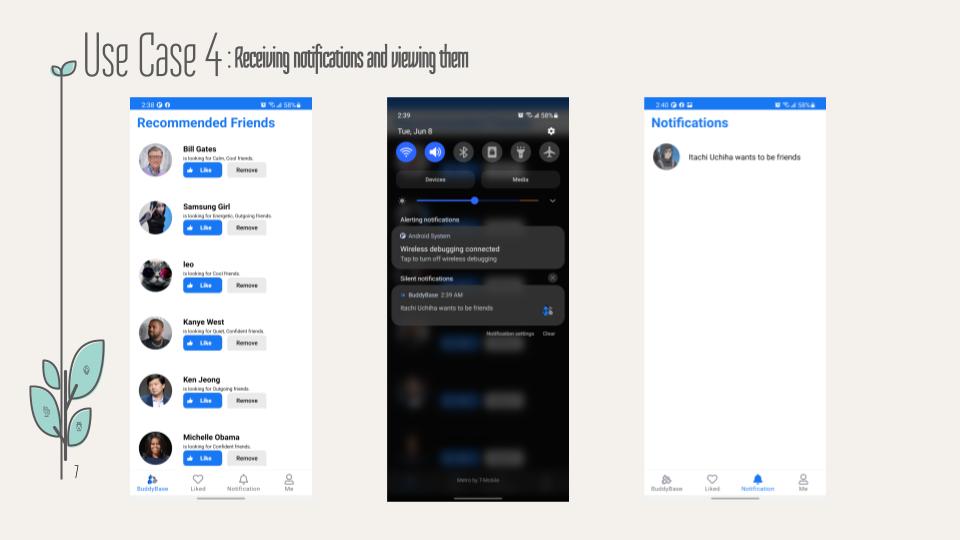 Use Case 4 : Receiving notifications and viewing them
2:38
58%
Recommended Friends
Bill Gates
is looking for Calm, Cool friends.
Like Remove
Samsung Girl
is looking for Energetic, Outgoing friends.
Like Remove
leo
is looking for Cool friends.
Like Remove
Kanye West
is looking for Quiet, Confident friends.
Like Remove
Ken Jeong
is looking for Outgoing friends.
Like Remove
Michelle Obama
is looking for Confident friends.
Like Remove
BuddyBase Liked Notification Me
2:39
58%
Tue, Jun 8
Devices Media
Alerting notifications
Android System
Wireless debugging connected
Tap to turn off wireless debugging
Silent notifications
BuddyBase 2:39 AM
Itachi Uchiha wants to be friends
Notification settings Clear
Metro by T-Mobile
2:40
58%
Notifications
Itachi Uchiha wants to be friends
BuddyBase Liked Notification Me
7